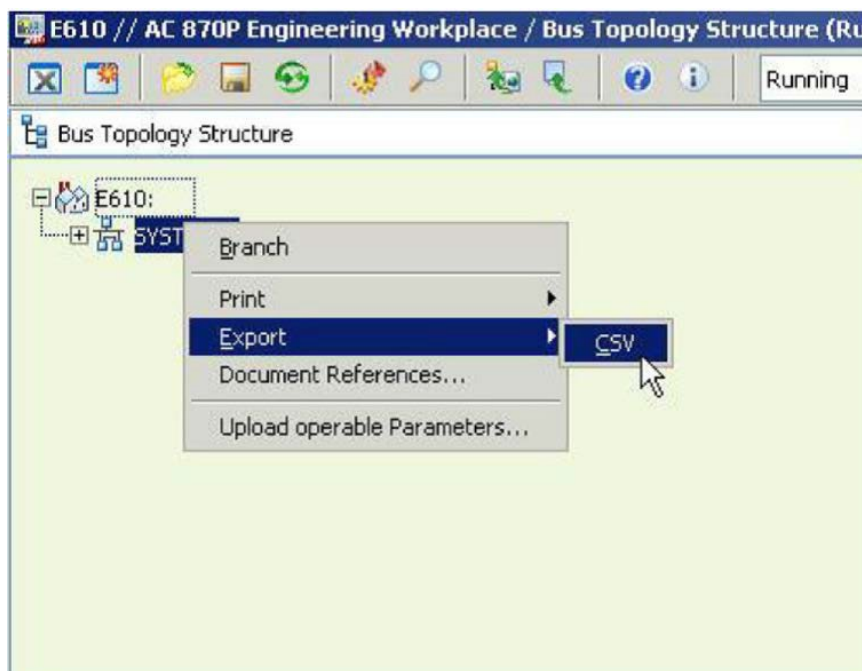 E610 // AC 870P Engineering Workplace / Bus Topology Structure (Ru
Running
Bus Topology Structure
E610:
SYST
Branch
Print
Export
CSV
Document References...
Upload operable Parameters...